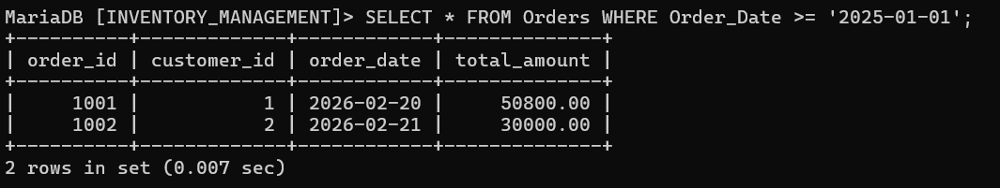 MariaDB [INVENTORY_MANAGEMENT]> SELECT * FROM Orders WHERE Order_Date >= '2025-01-01';
+----------+-------------+------------+--------------+
| order_id | customer_id | order_date | total_amount |
+----------+-------------+------------+--------------+
|     1001 |           1 | 2026-02-20 |     50800.00 |
|     1002 |           2 | 2026-02-21 |     30000.00 |
+----------+-------------+------------+--------------+
2 rows in set (0.007 sec)